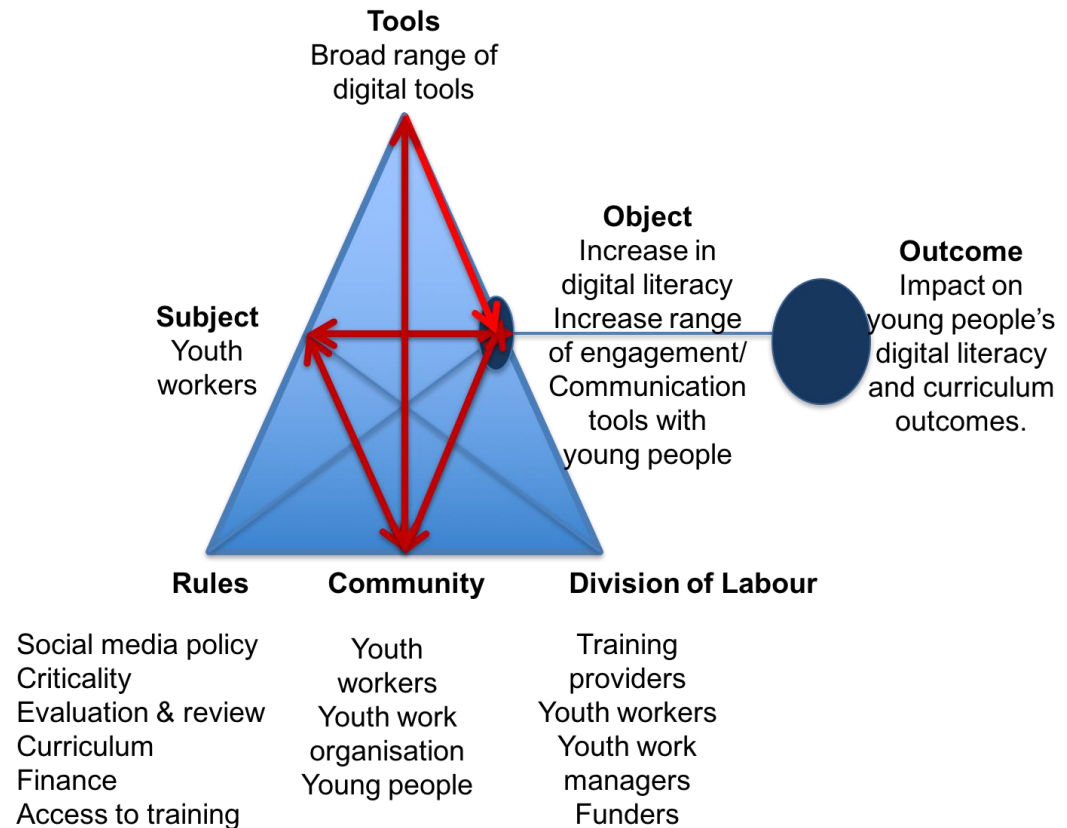 Tools
Broad range of
digital tools
Object
Increase in
digital literacy
Increase range
of engagement/
Communication
tools with
young people
Outcome
Impact on
young people’s
digital literacy
and curriculum
outcomes.
Subject
Youth
workers
Rules
Social media policy
Criticality
Evaluation & review
Curriculum
Finance
Access to training
Community
Youth
workers
Youth work
organisation
Young people
Division of Labour
Training
providers
Youth workers
Youth work
managers
Funders